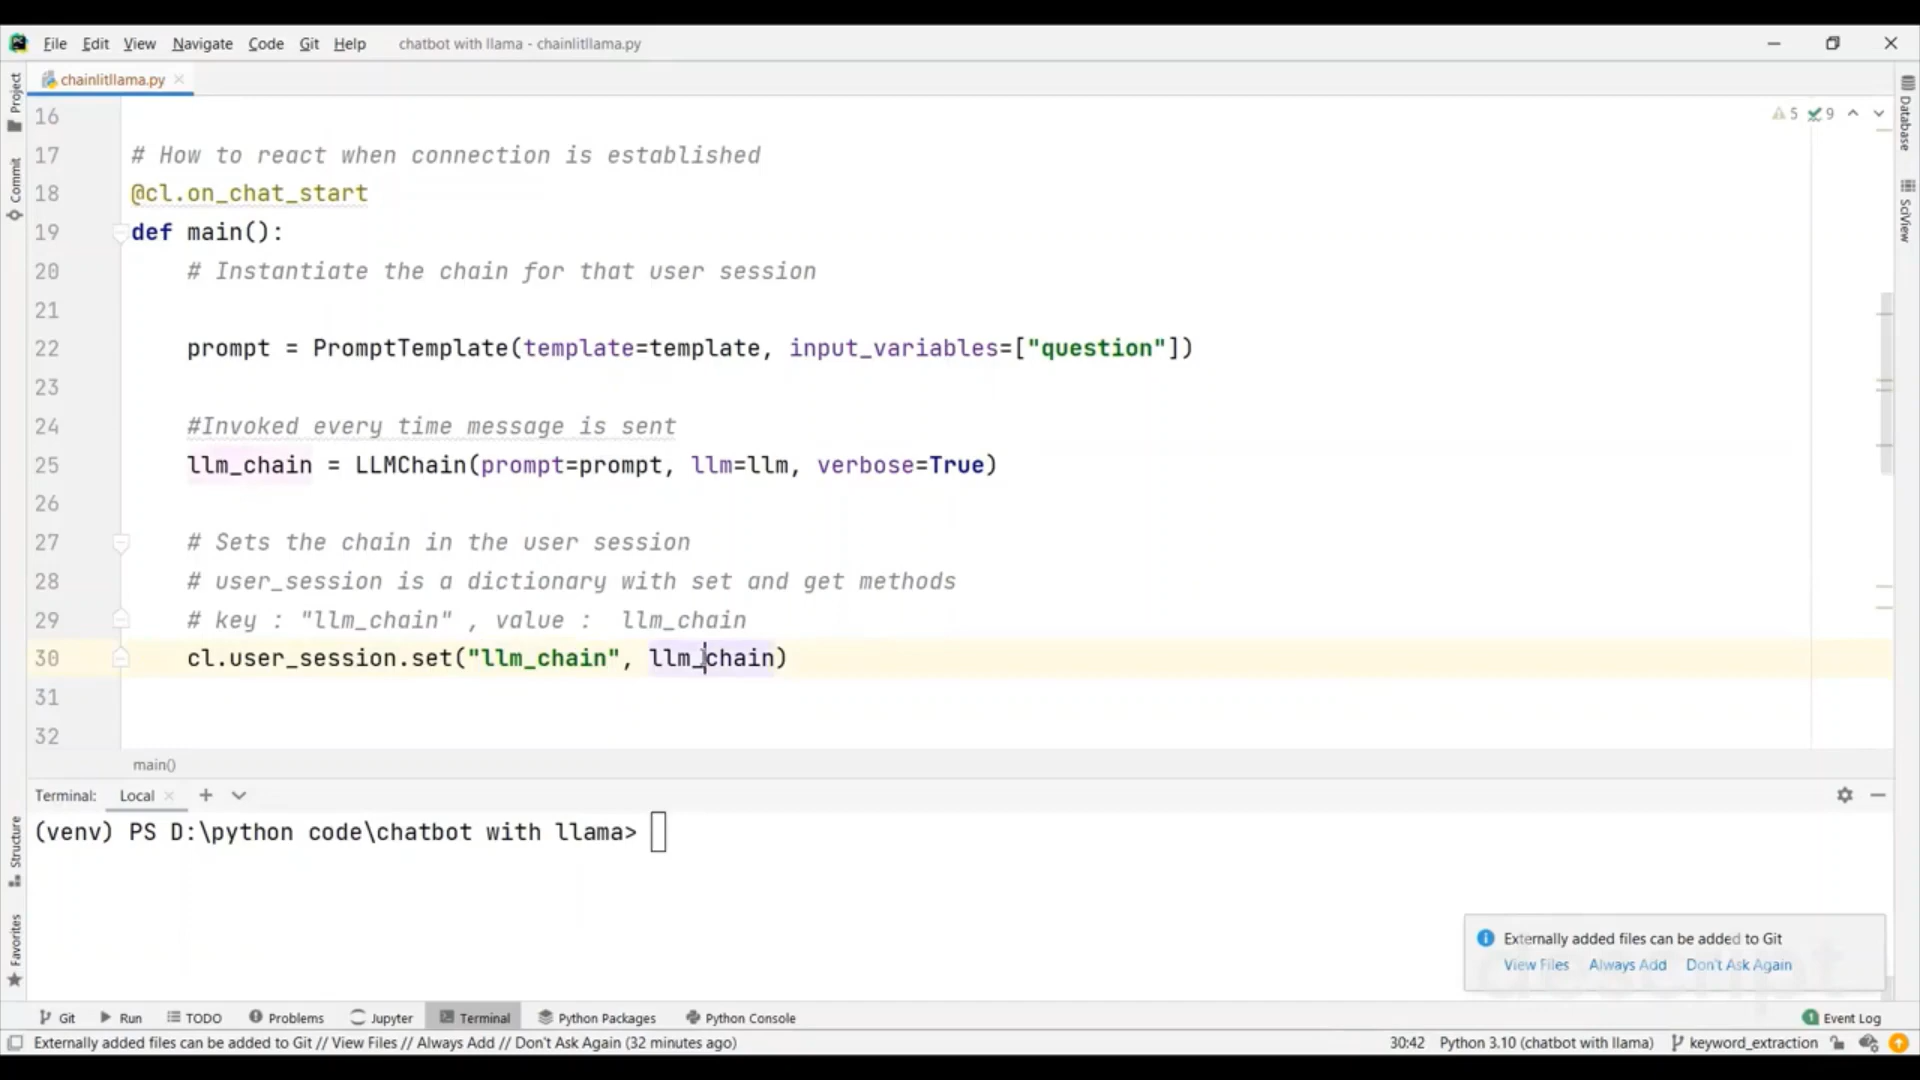 File Edit View Navigate Code Git Help chatbot with llama - chainlitllama.py
chainlitllama.py
Project
Commit
Structure
Favorites
Database
SciView
5 9
16
17 # How to react when connection is established
18 @cl.on_chat_start
19 def main():
20 # Instantiate the chain for that user session
21
22 prompt = PromptTemplate(template=template, input_variables=["question"])
23
24 #Invoked every time message is sent
25 llm_chain = LLMChain(prompt=prompt, llm=llm, verbose=True)
26
27 # Sets the chain in the user session
28 # user_session is a dictionary with set and get methods
29 # key : "llm_chain" , value :  llm_chain
30 cl.user_session.set("llm_chain", llm_chain)
31
32
main()
Terminal: Local
(venv) PS D:\python code\chatbot with llama>
Externally added files can be added to Git
View Files Always Add Don't Ask Again
Git Run TODO Problems Jupyter Terminal Python Packages Python Console 1 Event Log
Externally added files can be added to Git // View Files // Always Add // Don't Ask Again (32 minutes ago) 30:42 Python 3.10 (chatbot with llama) keyword_extraction